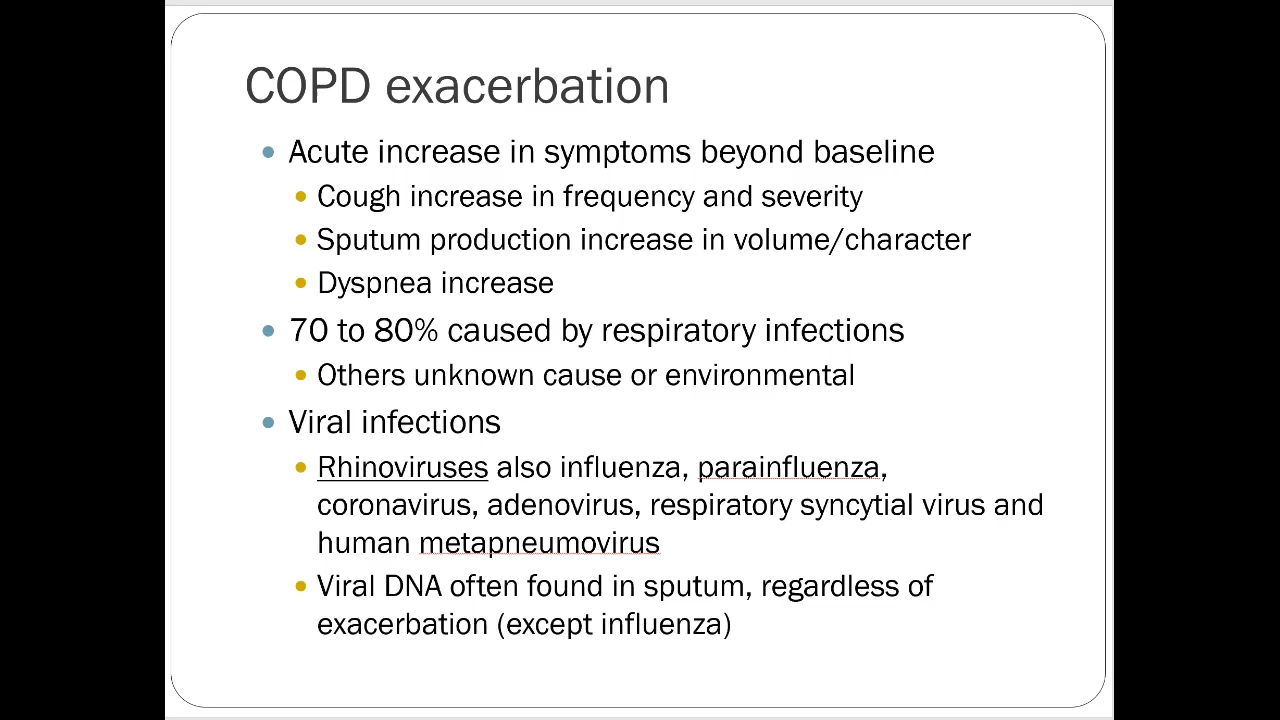 COPD exacerbation
Acute increase in symptoms beyond baseline
Cough increase in frequency and severity
Sputum production increase in volume/character
Dyspnea increase
70 to 80% caused by respiratory infections
Others unknown cause or environmental
Viral infections
Rhinoviruses also influenza, parainfluenza,
coronavirus, adenovirus, respiratory syncytial virus and
human metapneumovirus
Viral DNA often found in sputum, regardless of
exacerbation (except influenza)